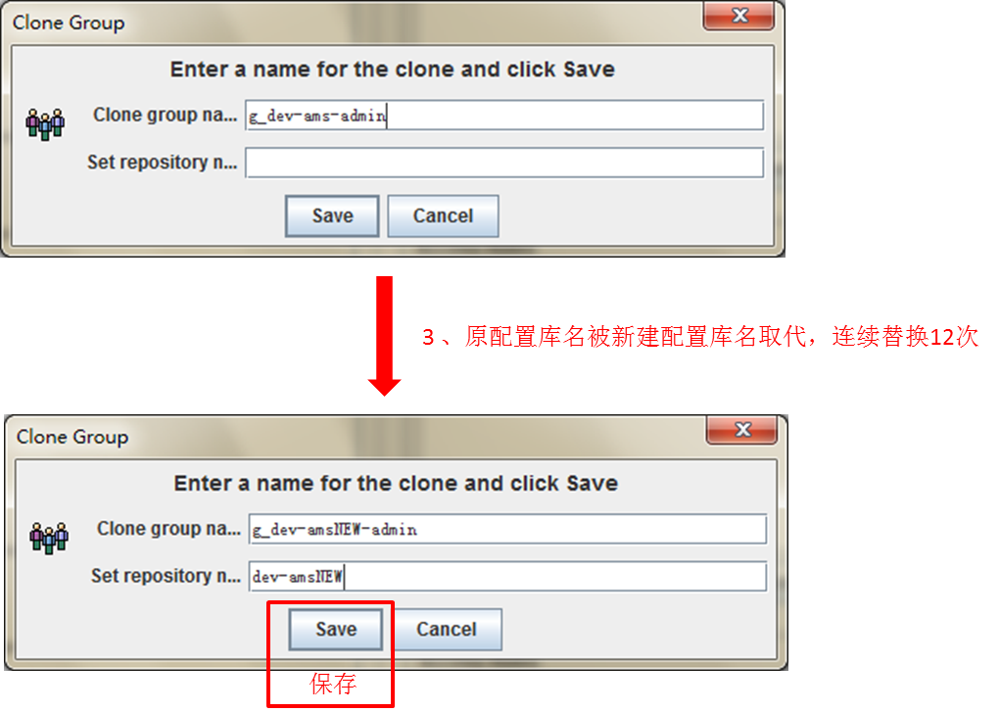 Clone Group
Enter a name for the clone and click Save
Clone group na... g_dev-ams-admin
Set repository n...
Save Cancel
3、原配置库名被新建配置库名取代，连续替换12次
Clone Group
Enter a name for the clone and click Save
Clone group na... g_dev-amsNEW-admin
Set repository n... dev-amsNEW
Save Cancel
保存